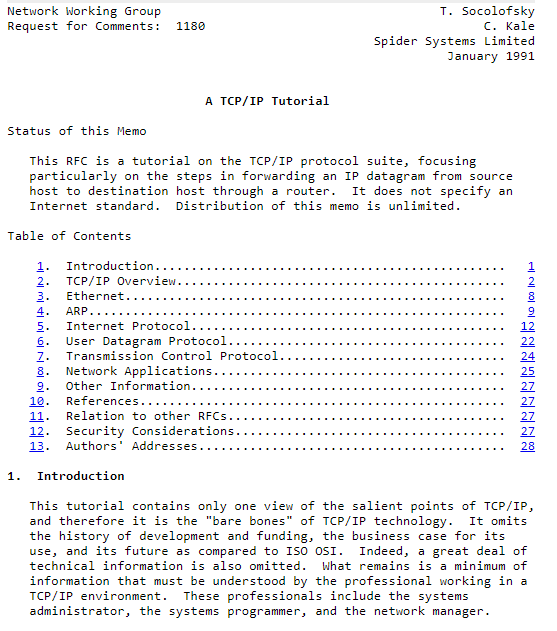 Network Working Group T. Socolofsky
Request for Comments: 1180 C. Kale
Spider Systems Limited
January 1991
A TCP/IP Tutorial
Status of this Memo
This RFC is a tutorial on the TCP/IP protocol suite, focusing
particularly on the steps in forwarding an IP datagram from source
host to destination host through a router. It does not specify an
Internet standard. Distribution of this memo is unlimited.
Table of Contents
1. Introduction................................................ 1
2. TCP/IP Overview............................................. 2
3. Ethernet.................................................... 8
4. ARP......................................................... 9
5. Internet Protocol........................................... 12
6. User Datagram Protocol...................................... 22
7. Transmission Control Protocol............................... 24
8. Network Applications........................................ 25
9. Other Information........................................... 27
10. References.................................................. 27
11. Relation to other RFCs...................................... 27
12. Security Considerations..................................... 27
13. Authors' Addresses.......................................... 28
1. Introduction
This tutorial contains only one view of the salient points of TCP/IP,
and therefore it is the "bare bones" of TCP/IP technology. It omits
the history of development and funding, the business case for its
use, and its future as compared to ISO OSI. Indeed, a great deal of
technical information is also omitted. What remains is a minimum of
information that must be understood by the professional working in a
TCP/IP environment. These professionals include the systems
administrator, the systems programmer, and the network manager.